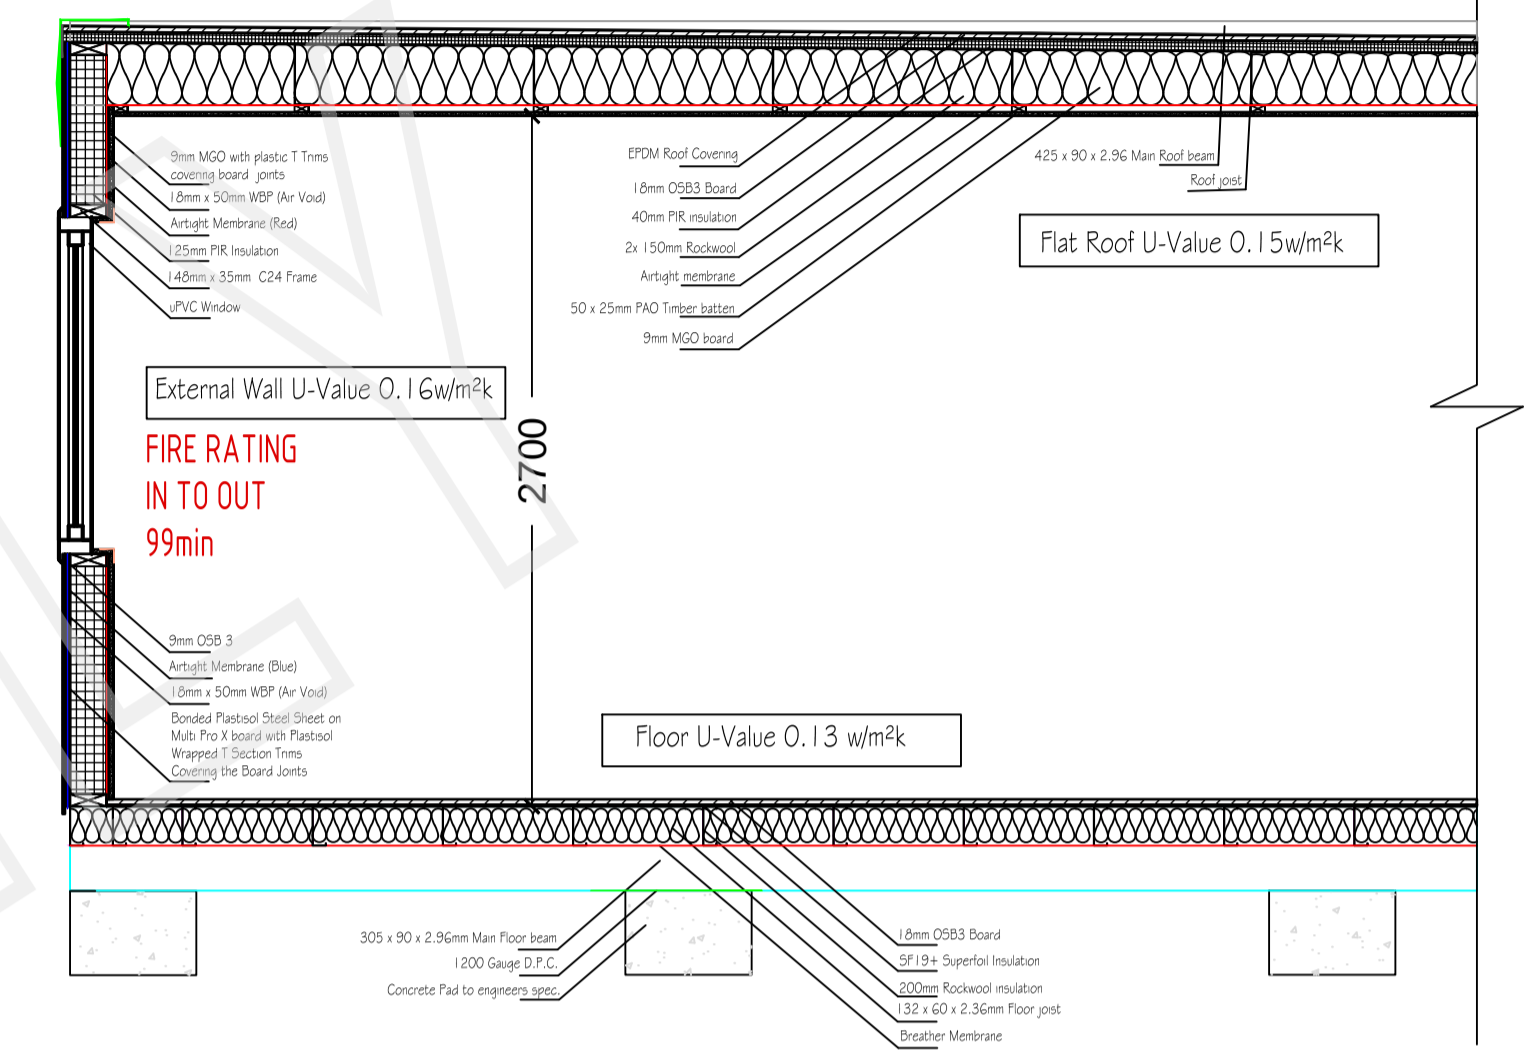 9mm MGO with plastic T Trims
covering board joints
18mm x 50mm WBP (Air Void)
Airtight Membrane (Red)
125mm PIR Insulation
148mm x 35mm C24 Frame
uPVC Window
EPDM Roof Covering
18mm OSB3 Board
40mm PIR insulation
2x 150mm Rockwool
Airtight membrane
50 x 25mm PAO Timber batten
9mm MGO board
425 x 90 x 2.96 Main Roof beam
Roof joist
Flat Roof U-Value 0.15w/m²k
External Wall U-Value 0.16w/m²k
FIRE RATING
IN TO OUT
99min
2700
9mm OSB 3
Airtight Membrane (Blue)
18mm x 50mm WBP (Air Void)
Bonded Plastisol Steel Sheet on
Multi Pro X board with Plastisol
Wrapped T Section Trims
Covering the Board Joints
Floor U-Value 0.13 w/m²k
305 x 90 x 2.96mm Main Floor beam
1200 Gauge D.P.C.
Concrete Pad to engineers spec.
18mm OSB3 Board
SF19+ Superfoil Insulation
200mm Rockwool insulation
132 x 60 x 2.36mm Floor joist
Breather Membrane